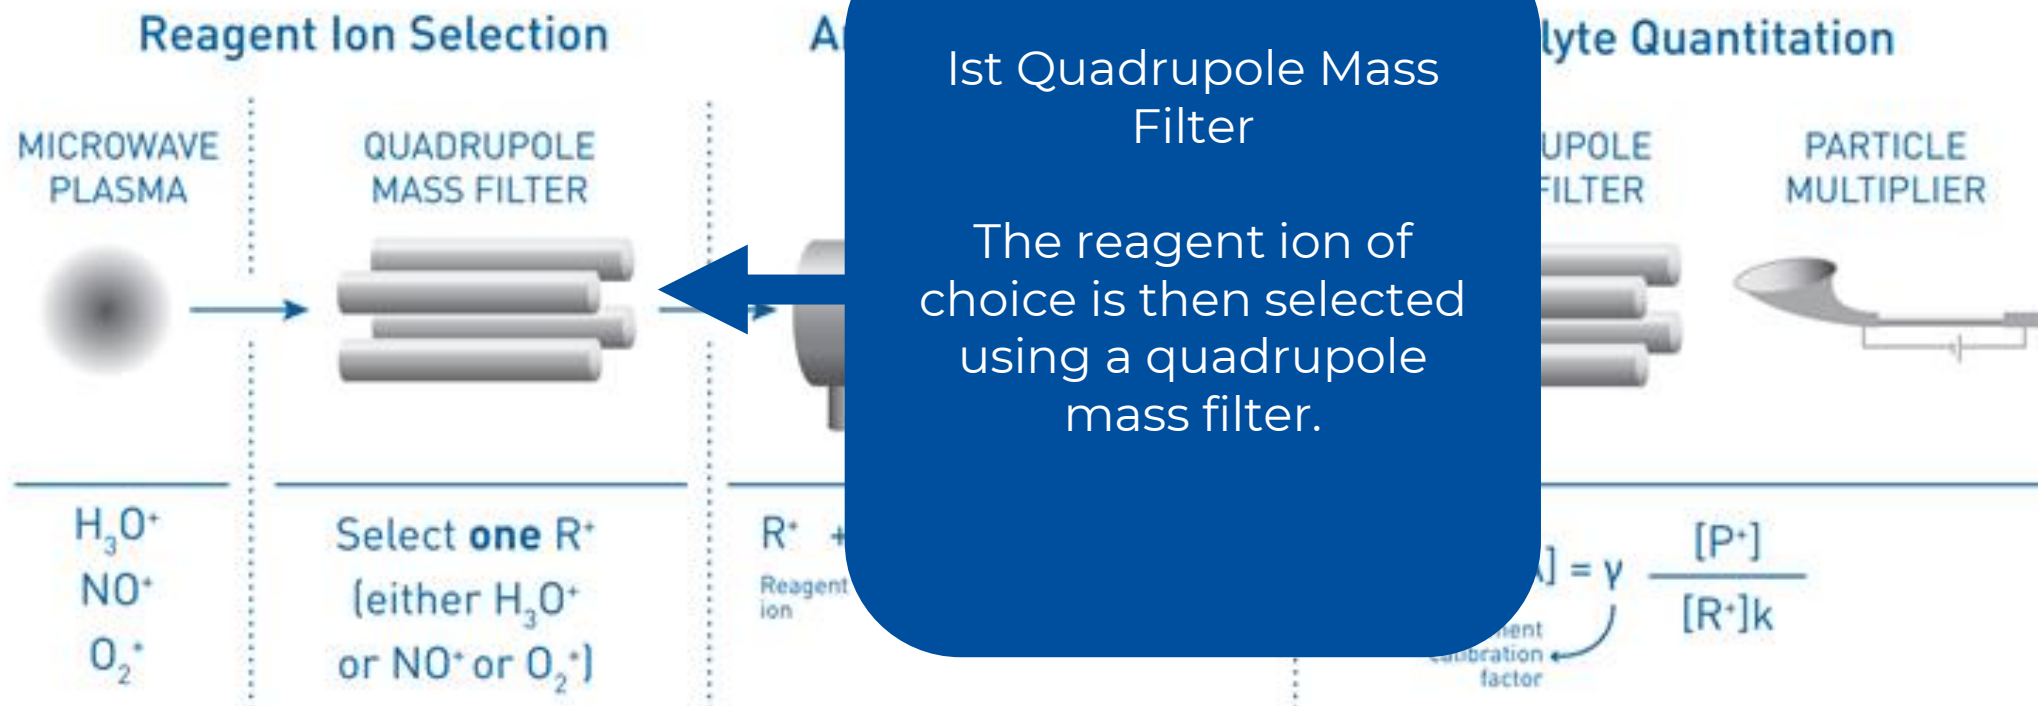 Reagent Ion Selection
lyte Quantitation
MICROWAVE
PLASMA
QUADRUPOLE
MASS FILTER
Ist Quadrupole Mass
Filter
The reagent ion of
choice is then selected
using a quadrupole
mass filter.
UPOLE
FILTER
PARTICLE
MULTIPLIER
H₃O⁺
NO⁺
O₂⁺
Select one R⁺
(either H₃O⁺
or NO⁺ or O₂⁺)
R⁺ +
Reagent
ion
] = γ [P⁺]
[R⁺]k
calibration
factor